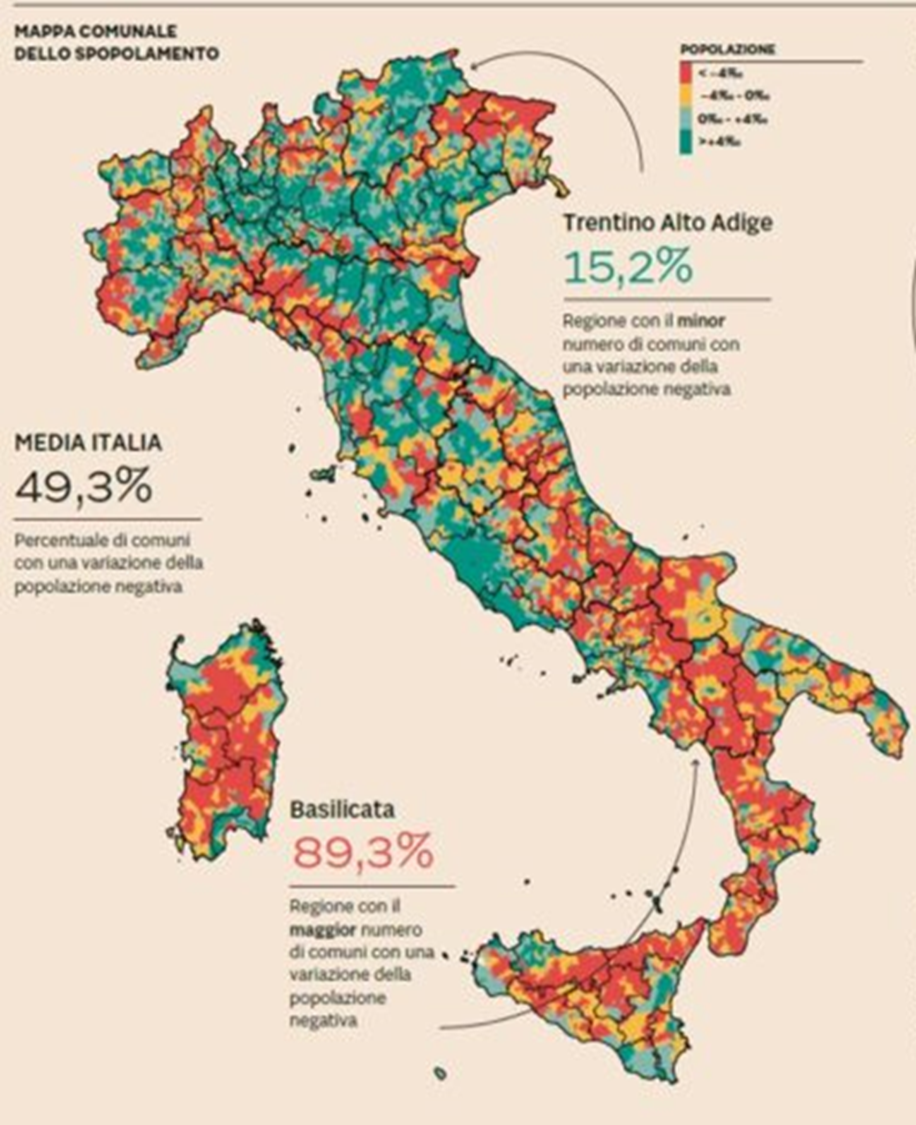 MAPPA COMUNALE
DELLO SPOPOLAMENTO
POPOLAZIONE
< -4‰
-4‰ - 0‰
0‰ - +4‰
>+4‰
Trentino Alto Adige
15,2%
Regione con il minor
numero di comuni con
una variazione della
popolazione negativa
MEDIA ITALIA
49,3%
Percentuale di comuni
con una variazione della
popolazione negativa
Basilicata
89,3%
Regione con il
maggior numero
di comuni con una
variazione della
popolazione
negativa